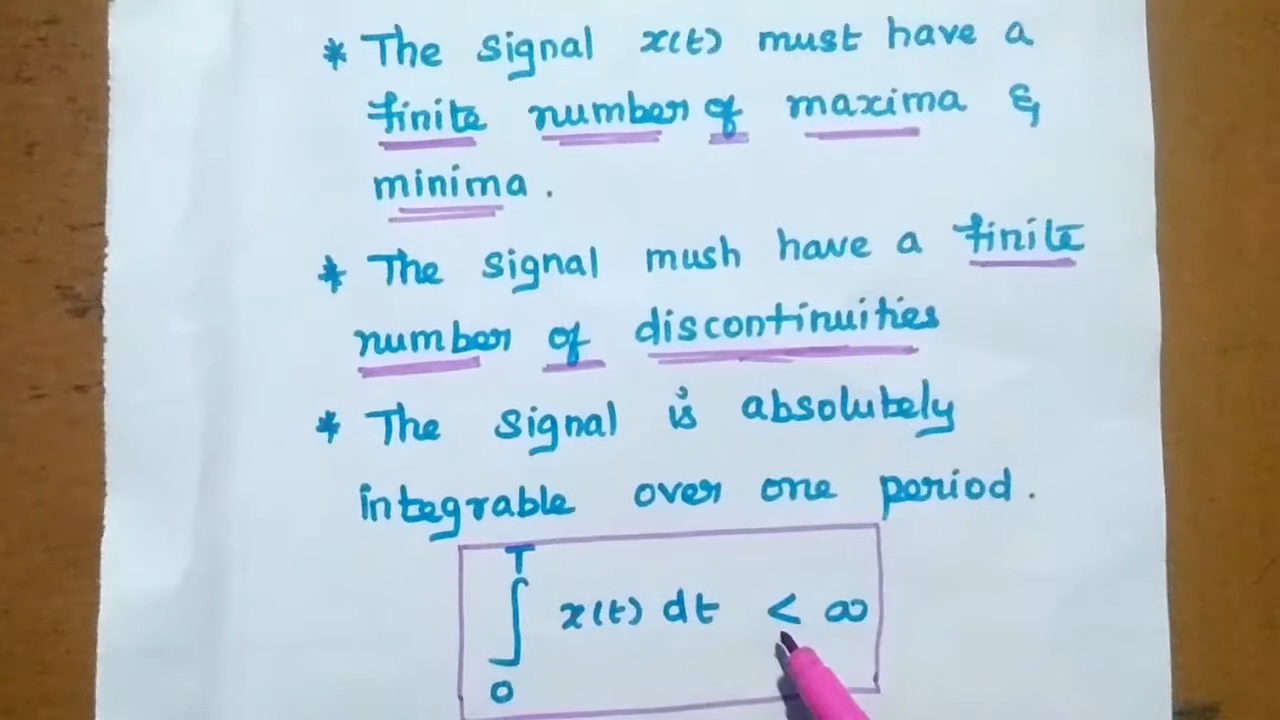 * The signal x(t) must have a
finite number of maxima &
minima.
* The signal mush have a finite
number of discontinuities
* The signal is absolutely
integrable over one period.
T
∫ x(t) dt < ∞
0